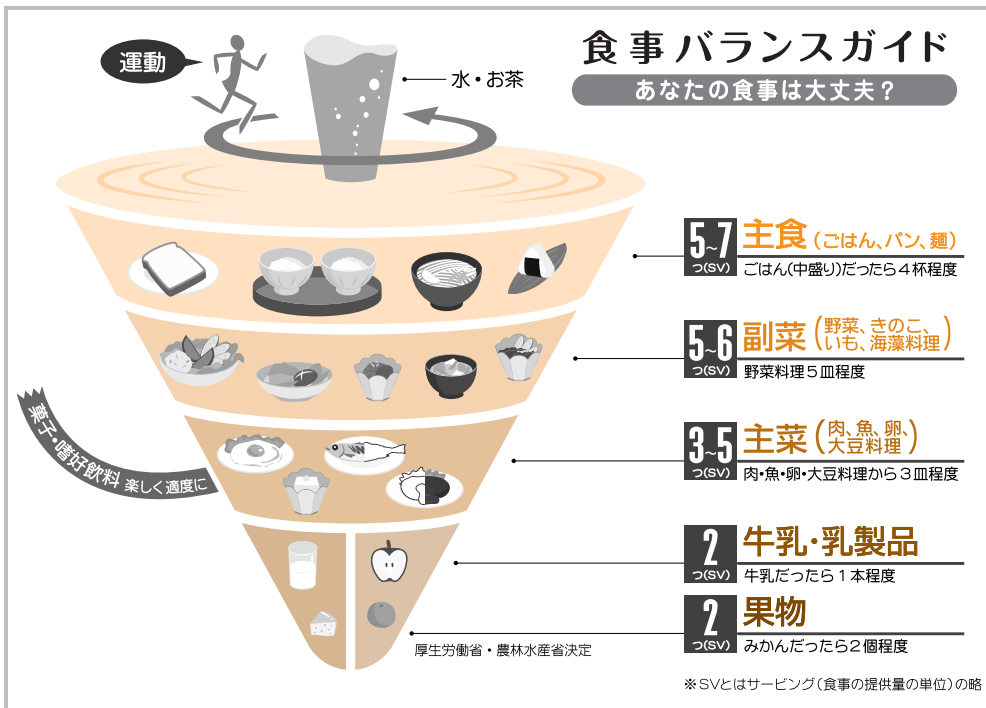 食事バランスガイド
あなたの食事は大丈夫？
運動
水・お茶
5~7
つ(SV)
主食（ごはん、パン、麺）
ごはん(中盛り)だったら４杯程度
5~6
つ(SV)
副菜（野菜、きのこ、
いも、海藻料理）
野菜料理５皿程度
菓子・嗜好飲料 楽しく適度に
3~5
つ(SV)
主菜（肉、魚、卵、
大豆料理）
肉・魚・卵・大豆料理から３皿程度
2
つ(SV)
牛乳・乳製品
牛乳だったら１本程度
2
つ(SV)
果物
みかんだったら２個程度
厚生労働省・農林水産省決定
※SVとはサービング（食事の提供量の単位）の略